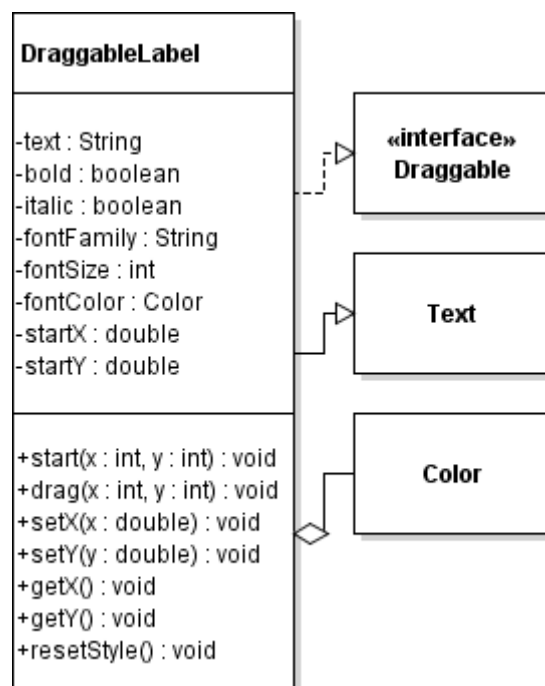 DraggableLabel
-text : String
-bold : boolean
-italic : boolean
-fontFamily : String
-fontSize : int
-fontColor : Color
-startX : double
-startY : double
+start(x : int, y : int) : void
+drag(x : int, y : int) : void
+setX(x : double) : void
+setY(y : double) : void
+getX() : void
+getY() : void
+resetStyle() : void
«interface»
Draggable
Text
Color